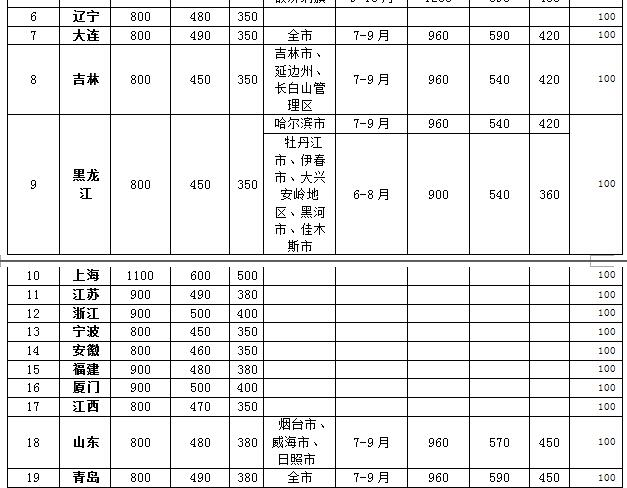 6 辽宁 800 480 350 100
7 大连 800 490 350 全市 7-9 月 960 590 420 100
8 吉林 800 450 350 吉林市、延边州、长白山管理区 7-9 月 960 540 420 100
9 黑龙江 800 450 350 哈尔滨市 7-9 月 960 540 420 100
牡丹江市、伊春市、大兴安岭地区、黑河市、佳木斯市 6-8 月 900 540 360
10 上海 1100 600 500 100
11 江苏 900 490 380 100
12 浙江 900 500 400 100
13 宁波 800 450 350 100
14 安徽 800 460 350 100
15 福建 900 480 380 100
16 厦门 900 500 400 100
17 江西 800 470 350 100
18 山东 800 480 380 烟台市、威海市、日照市 7-9 月 960 570 450 100
19 青岛 800 490 380 全市 7-9 月 960 590 450 100